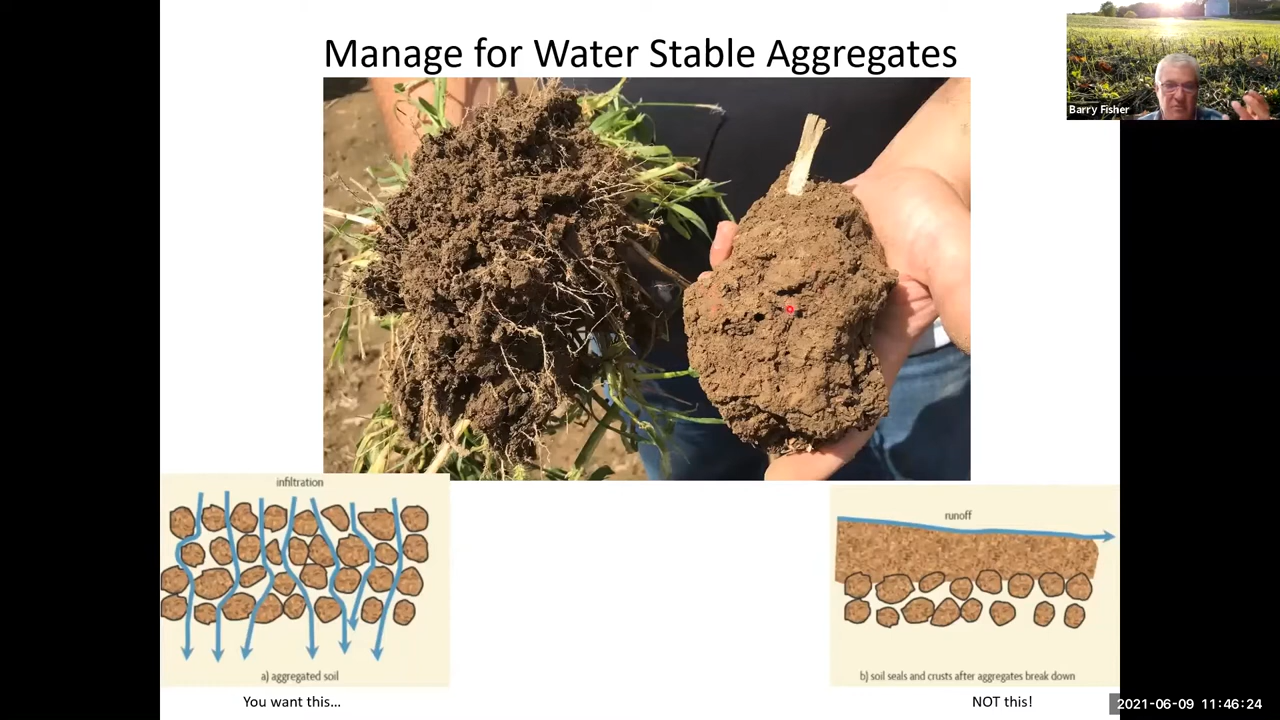 Manage for Water Stable Aggregates
Barry Fisher
infiltration
runoff
a) aggregated soil
b) soil seals and crusts after aggregates break down
You want this...
NOT this!
2021-06-09 11:46:24